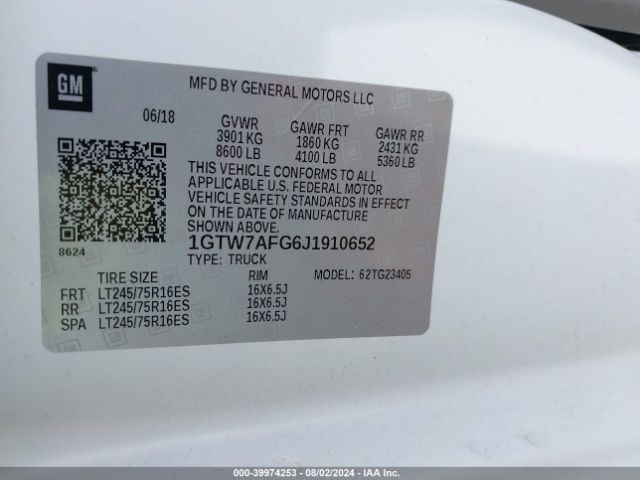 GM
MFD BY GENERAL MOTORS LLC
06/18
GVWR GAWR FRT GAWR RR
3901 KG 1860 KG 2431 KG
8600 LB 4100 LB 5360 LB
THIS VEHICLE CONFORMS TO ALL
APPLICABLE U.S. FEDERAL MOTOR
VEHICLE SAFETY STANDARDS IN EFFECT
ON THE DATE OF MANUFACTURE
SHOWN ABOVE.
8624
1GTW7AFG6J1910652
TYPE: TRUCK
TIRE SIZE RIM MODEL: 62TG23405
FRT LT245/75R16ES 16X6.5J
RR LT245/75R16ES 16X6.5J
SPA LT245/75R16ES 16X6.5J
000-39974253 - 08/02/2024 - IAA Inc.